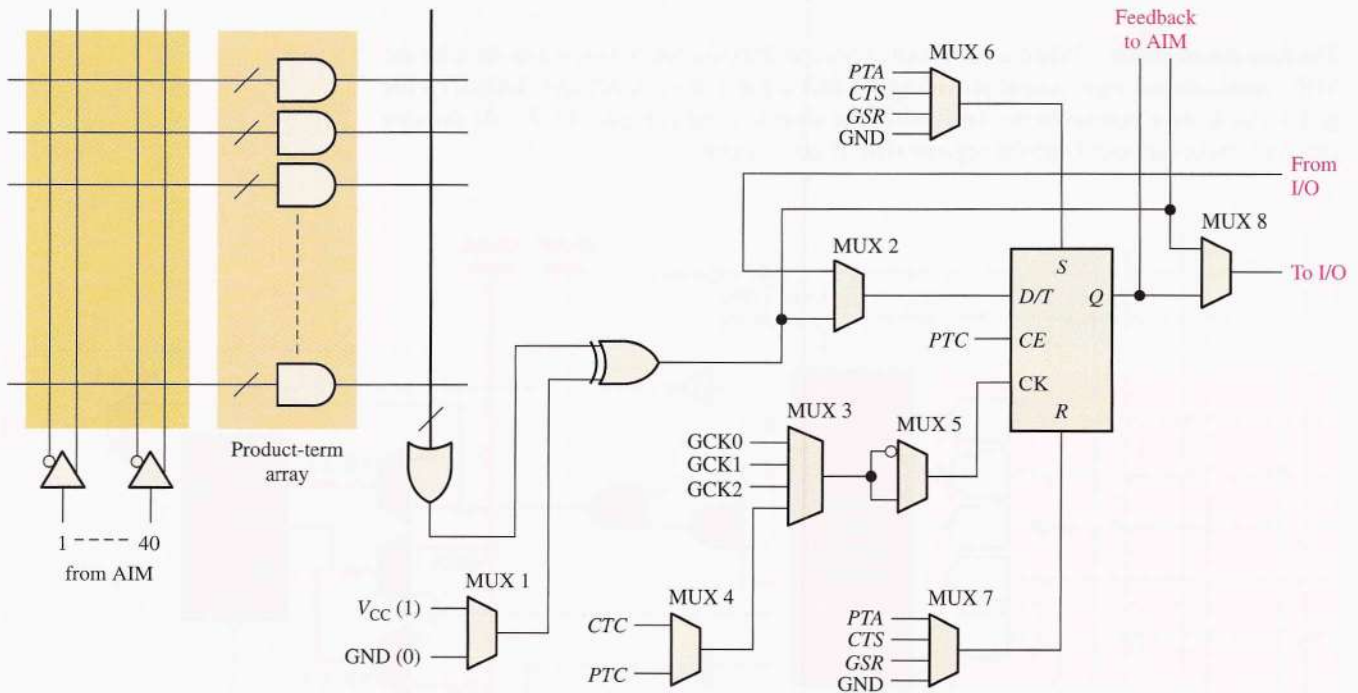 Feedback
to AIM
MUX 6
PTA
CTS
GSR
GND
From
I/O
MUX 8
MUX 2
To I/O
S
D/T
Q
PTC
CE
CK
R
MUX 3
MUX 5
GCK0
GCK1
GCK2
Product-term
array
1
40
from AIM
MUX 1
VCC (1)
GND (0)
MUX 4
CTC
PTC
MUX 7
PTA
CTS
GSR
GND